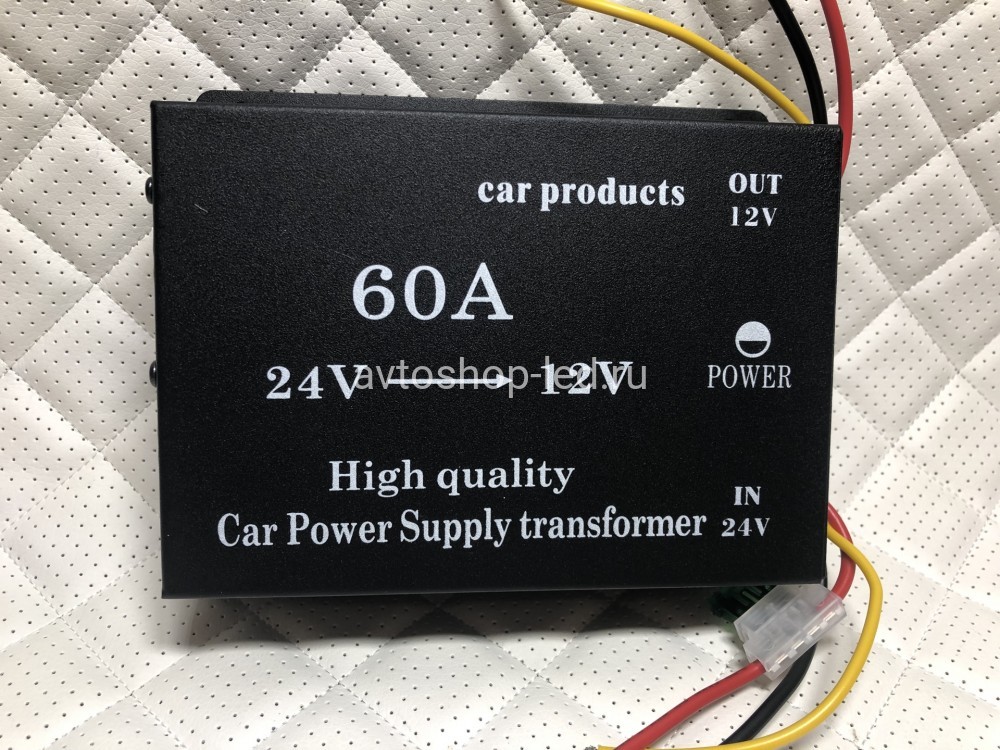 car products
OUT
12V
60A
24V 12V
avtoshop-led.ru
POWER
High quality
Car Power Supply transformer
IN
24V